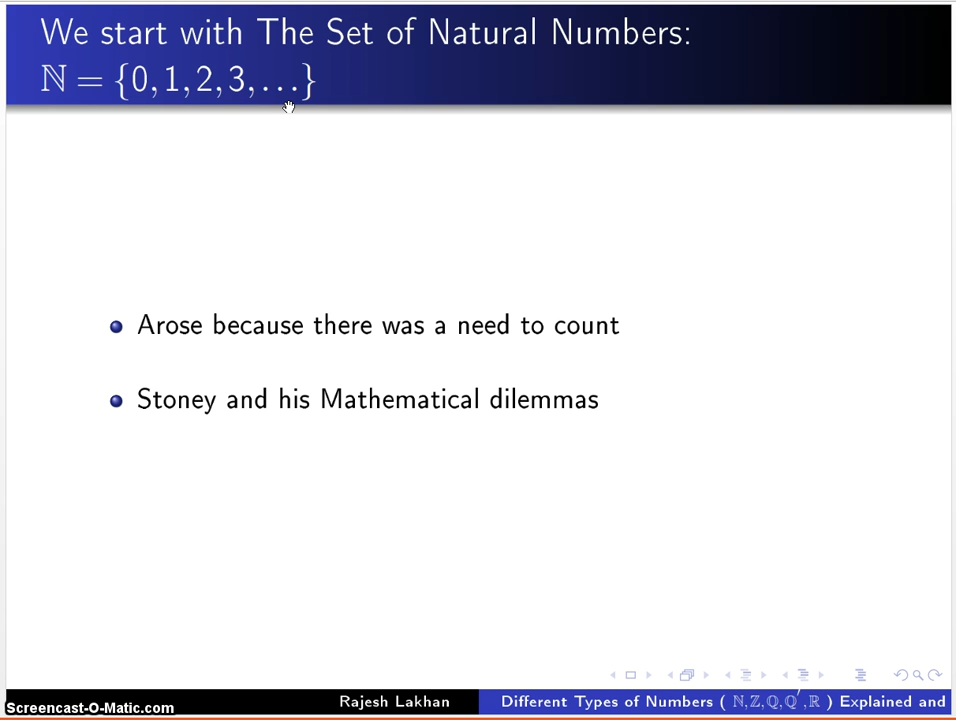 We start with The Set of Natural Numbers:
ℕ = {0, 1, 2, 3, . . .}
Arose because there was a need to count
Stoney and his Mathematical dilemmas
Rajesh Lakhan
Different Types of Numbers ( ℕ,ℤ,ℚ,ℚ′,ℝ ) Explained and
Screencast-O-Matic.com